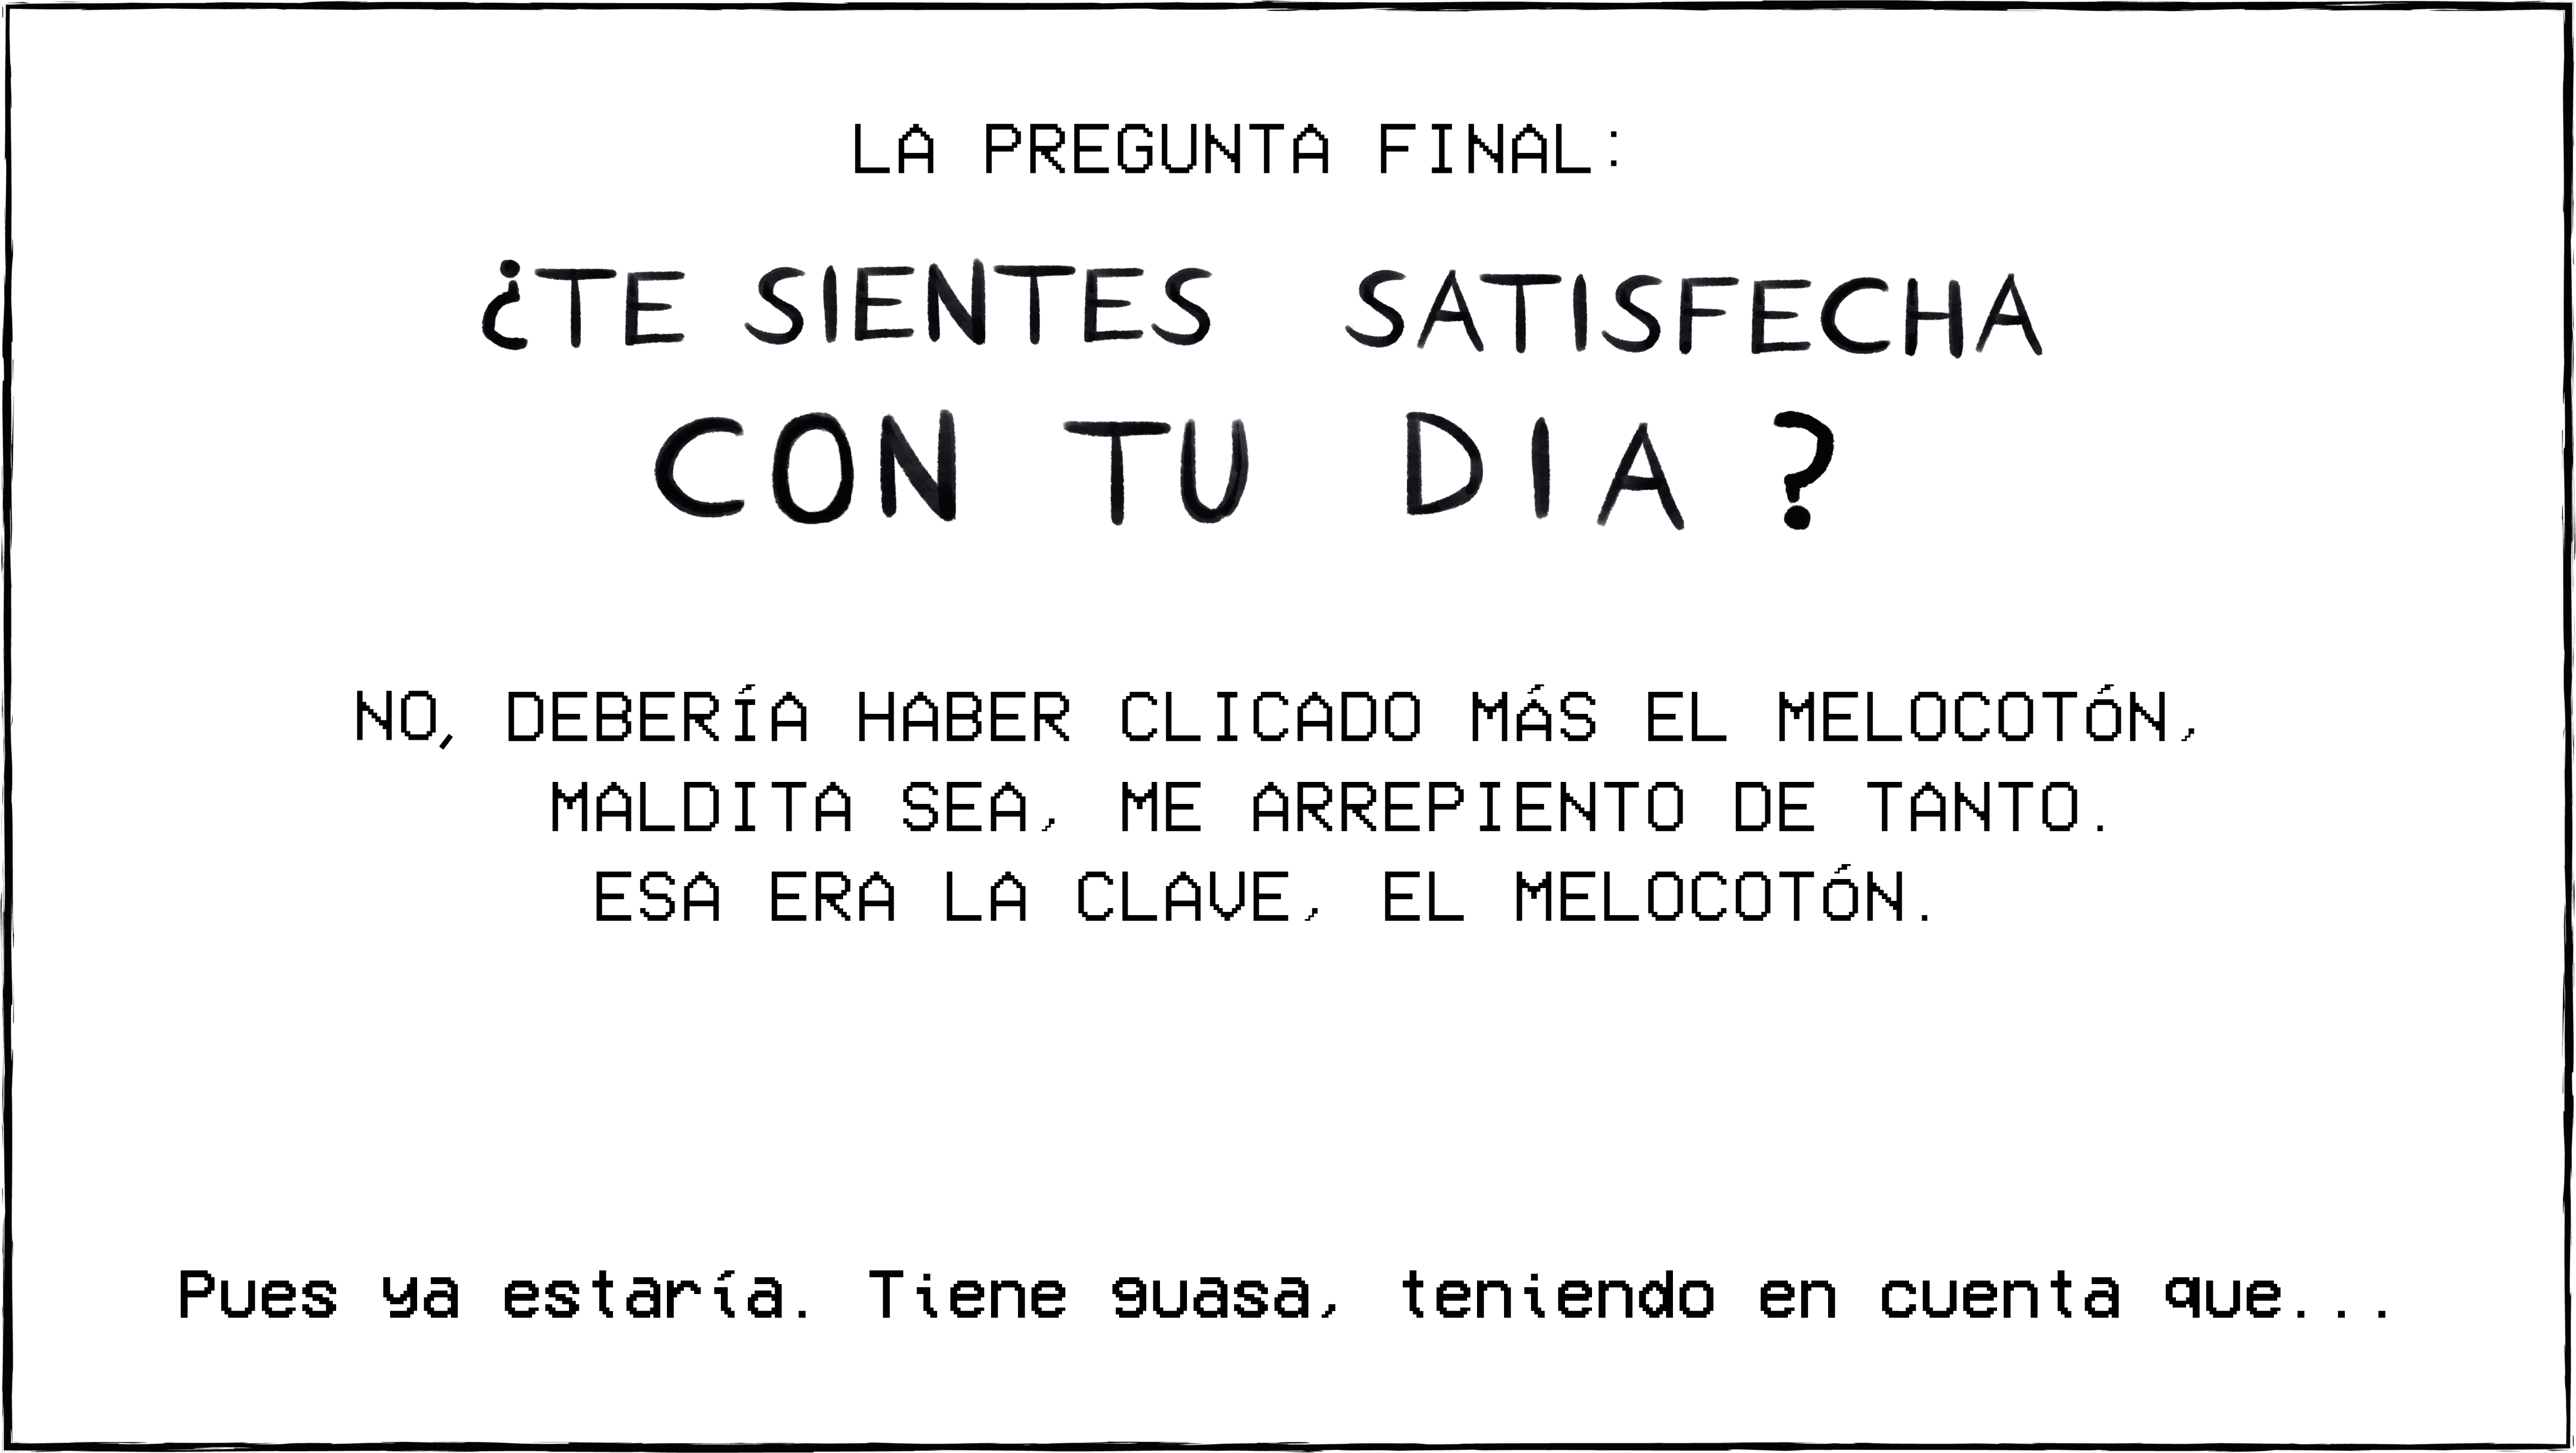 LA PREGUNTA FINAL:
¿TE SIENTES SATISFECHA
CON TU DIA ?
NO, DEBERÍA HABER CLICADO MÁS EL MELOCOTÓN,
MALDITA SEA, ME ARREPIENTO DE TANTO.
ESA ERA LA CLAVE, EL MELOCOTÓN.
Pues ya estaría. Tiene guasa, teniendo en cuenta que...